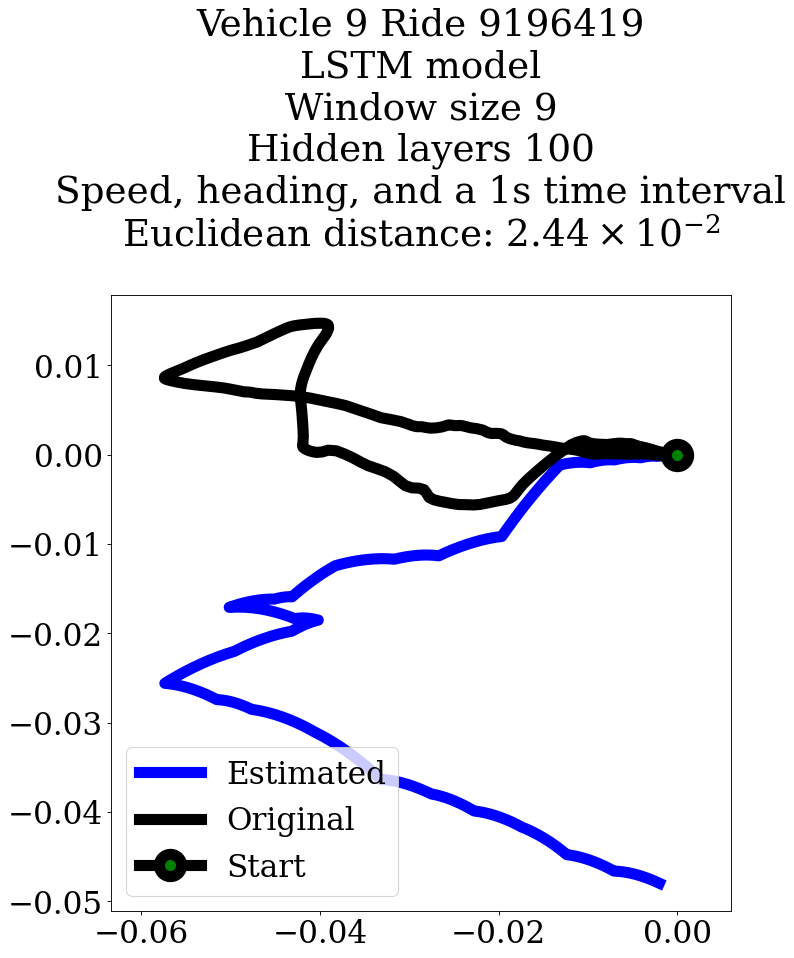 Vehicle 9 Ride 9196419
LSTM model
Window size 9
Hidden layers 100
Speed, heading, and a 1s time interval
Euclidean distance: 2.44 × 10⁻²
0.01
0.00
−0.01
−0.02
−0.03
−0.04
−0.05
Estimated
Original
Start
−0.06 −0.04 −0.02 0.00